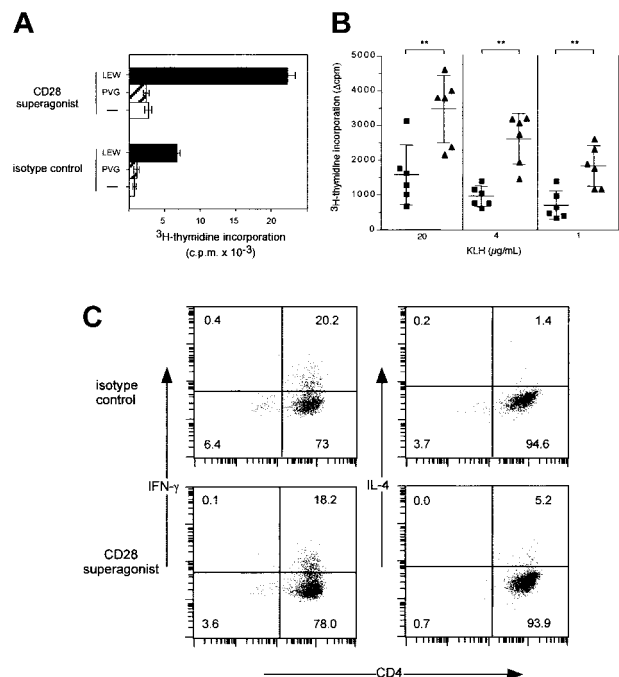 A
CD28
superagonist
LEW
PVG
—
isotype control
LEW
PVG
—
5 10 15 20
³H-thymidine incorporation
(c.p.m. x 10⁻³)
B
** ** **
³H-thymidine incorporation (Δcpm)
5000
4000
3000
2000
1000
0
20 4 1
KLH (µg/mL)
C
isotype
control
0.4 20.2
6.4 73
0.2 1.4
3.7 94.6
IFN-γ
IL-4
CD28
superagonist
0.1 18.2
3.6 78.0
0.0 5.2
0.7 93.9
CD4